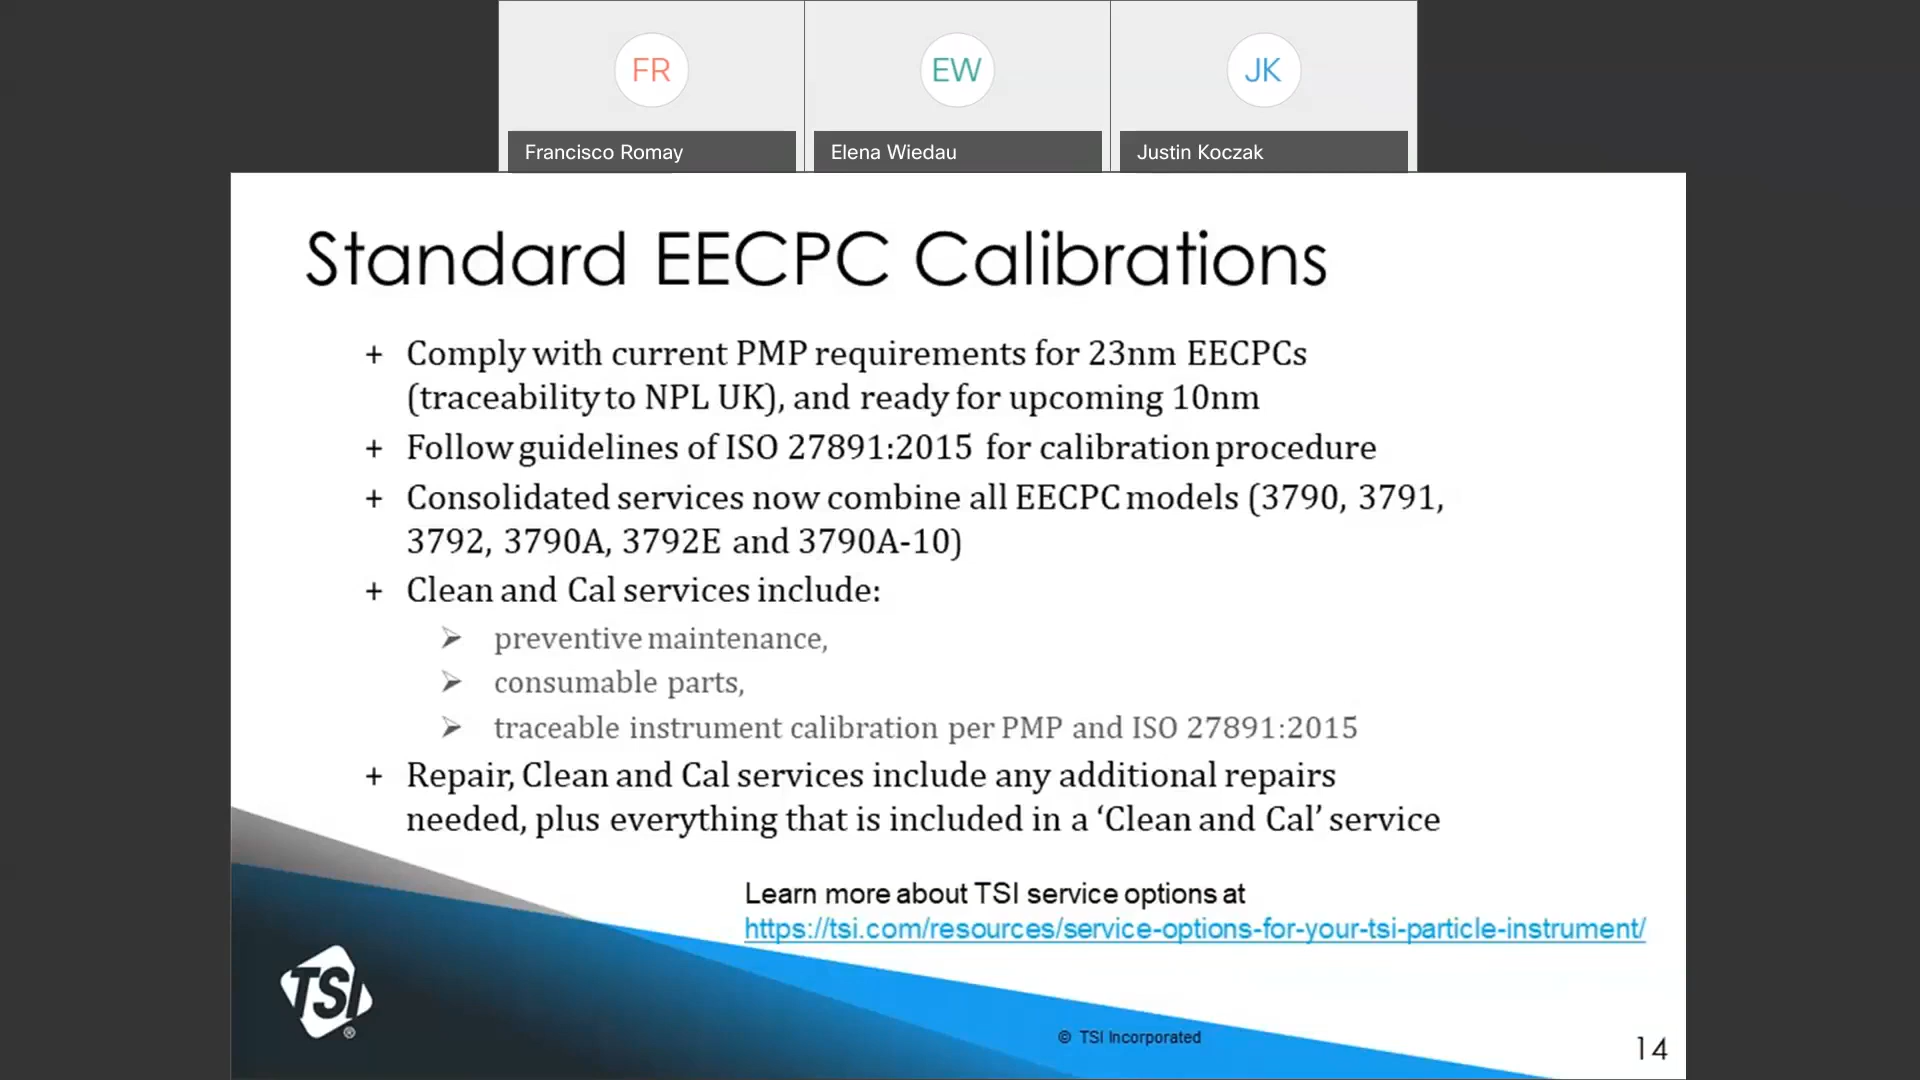 FR
EW
JK
Francisco Romay
Elena Wiedau
Justin Koczak
Standard EECPC Calibrations
+ Comply with current PMP requirements for 23nm EECPCs
(traceability to NPL UK), and ready for upcoming 10nm
+ Follow guidelines of ISO 27891:2015 for calibration procedure
+ Consolidated services now combine all EECPC models (3790, 3791,
3792, 3790A, 3792E and 3790A-10)
+ Clean and Cal services include:
➢ preventive maintenance,
➢ consumable parts,
➢ traceable instrument calibration per PMP and ISO 27891:2015
+ Repair, Clean and Cal services include any additional repairs
needed, plus everything that is included in a ‘Clean and Cal’ service
Learn more about TSI service options at
https://tsi.com/resources/service-options-for-your-tsi-particle-instrument/
TSI®
© TSI Incorporated
14